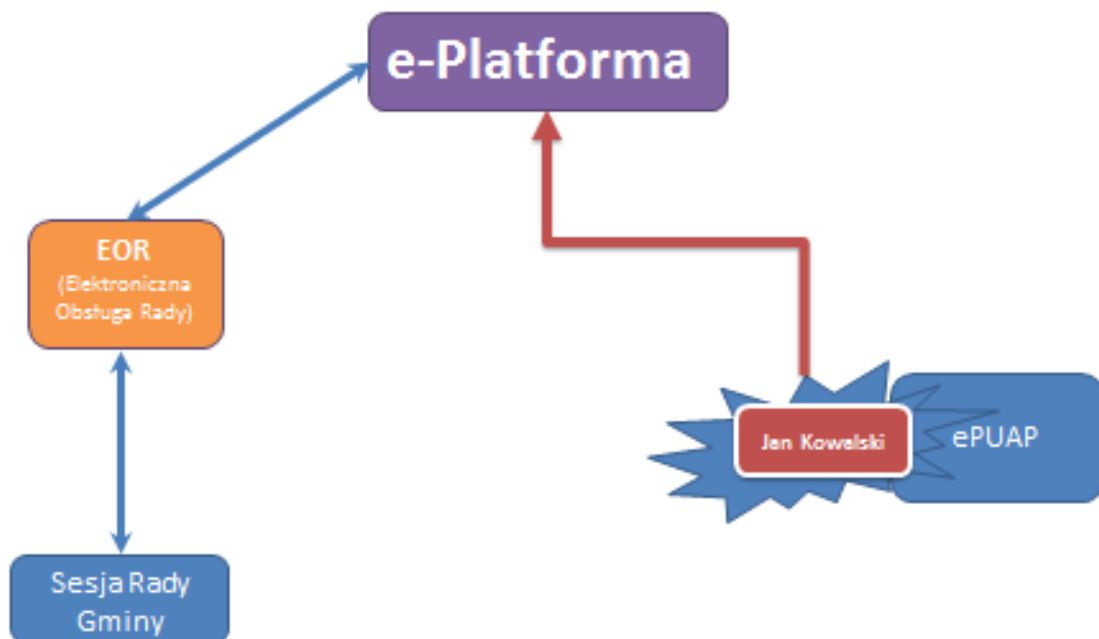 e-Platforma
EOR
(Elektroniczna
Obsługa Rady)
Jan Kowalski
ePUAP
Sesja Rady
Gminy